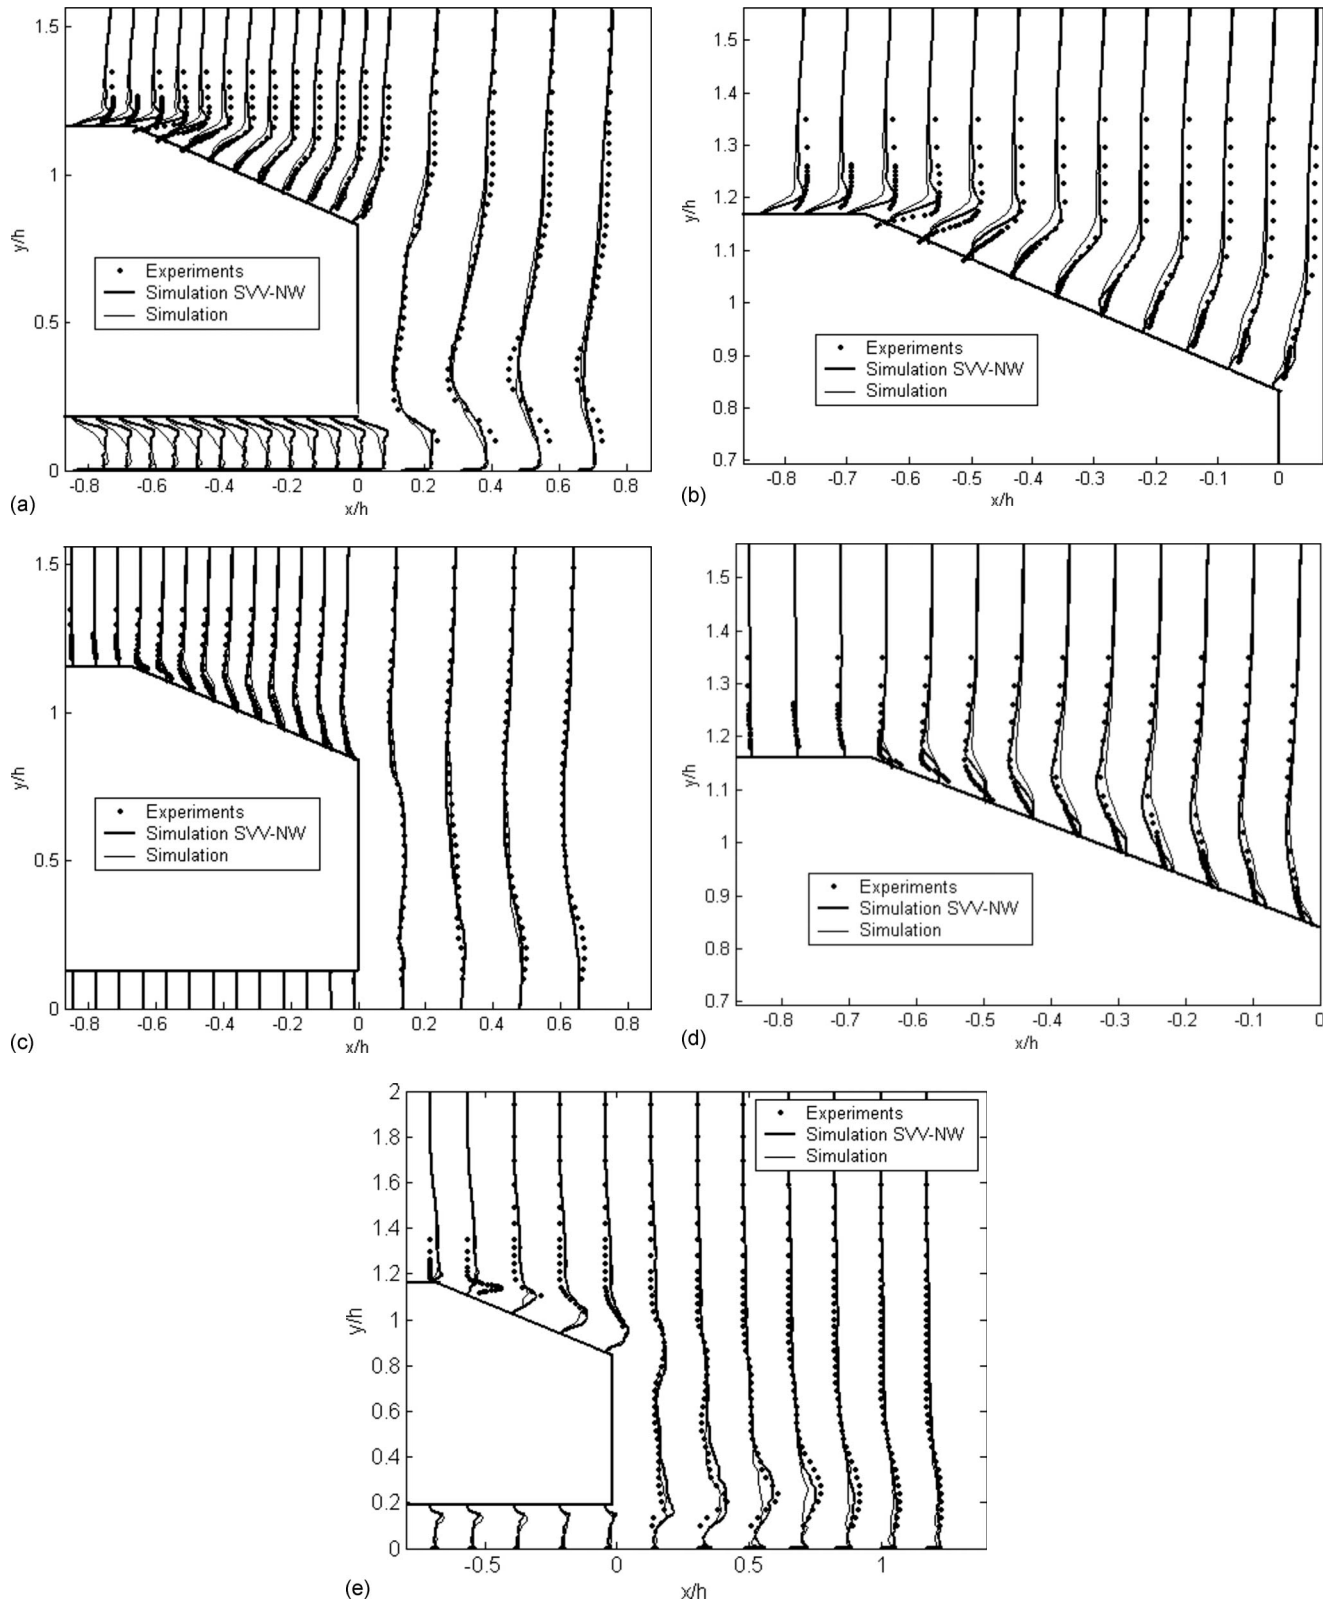 1.5
1
0.5
0
y/h
Experiments
Simulation SVV-NW
Simulation
-0.8 -0.6 -0.4 -0.2 0 0.2 0.4 0.6 0.8
x/h
(a)
1.5
1.4
1.3
1.2
1.1
1
0.9
0.8
0.7
y/h
Experiments
Simulation SVV-NW
Simulation
-0.8 -0.7 -0.6 -0.5 -0.4 -0.3 -0.2 -0.1 0
x/h
(b)
1.5
1
0.5
0
y/h
Experiments
Simulation SVV-NW
Simulation
-0.8 -0.6 -0.4 -0.2 0 0.2 0.4 0.6 0.8
x/h
(c)
1.5
1.4
1.3
1.2
1.1
1
0.9
0.8
0.7
y/h
Experiments
Simulation SVV-NW
Simulation
-0.8 -0.7 -0.6 -0.5 -0.4 -0.3 -0.2 -0.1 0
x/h
(d)
2
1.8
1.6
1.4
1.2
1
0.8
0.6
0.4
0.2
0
y/h
Experiments
Simulation SVV-NW
Simulation
-0.5 0 0.5 1
x/h
(e)